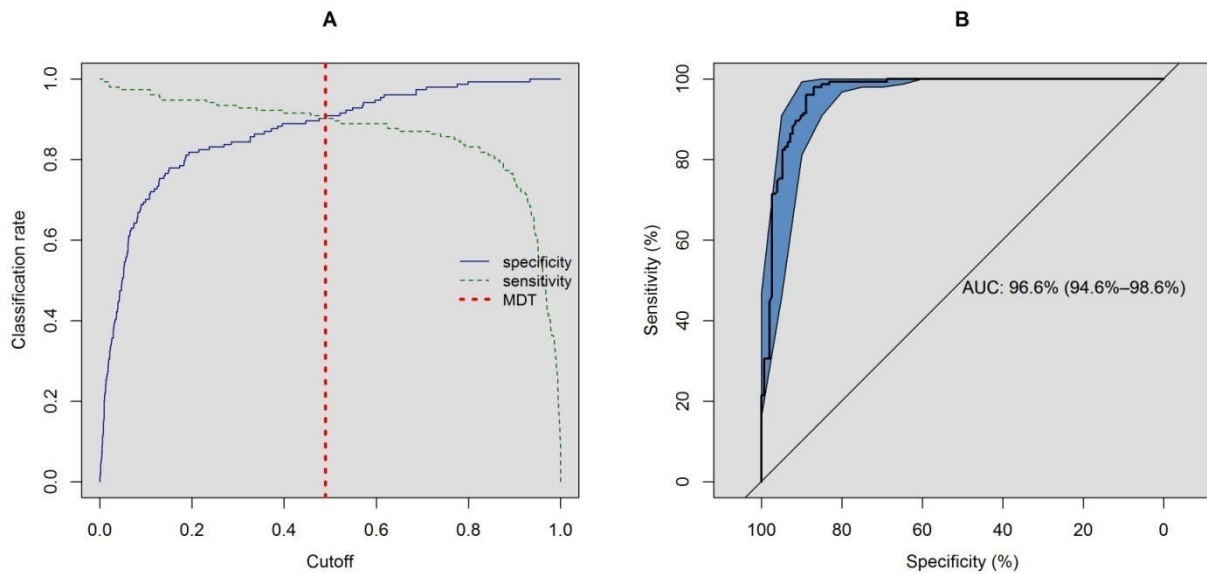 A
Classification rate
1.0
0.8
0.6
0.4
0.2
0.0
specificity
sensitivity
MDT
0.0 0.2 0.4 0.6 0.8 1.0
Cutoff
B
Sensitivity (%)
100
80
60
40
20
0
AUC: 96.6% (94.6%–98.6%)
100 80 60 40 20 0
Specificity (%)